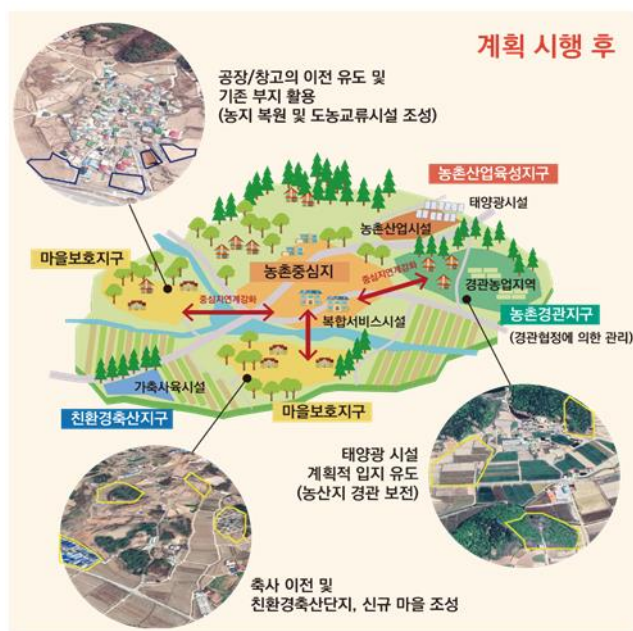 계획 시행 후
공장/창고의 이전 유도 및
기존 부지 활용
(농지 복원 및 도농교류시설 조성)
농촌산업육성지구
태양광시설
농촌산업시설
마을보호지구
농촌중심지
중심지연계강화
중심지연계강화
경관농업지역
복합서비스시설
농촌경관지구
(경관협정에 의한 관리)
가축사육시설
친환경축산지구
마을보호지구
태양광 시설
계획적 입지 유도
(농산지 경관 보전)
축사 이전 및
친환경축산단지, 신규 마을 조성